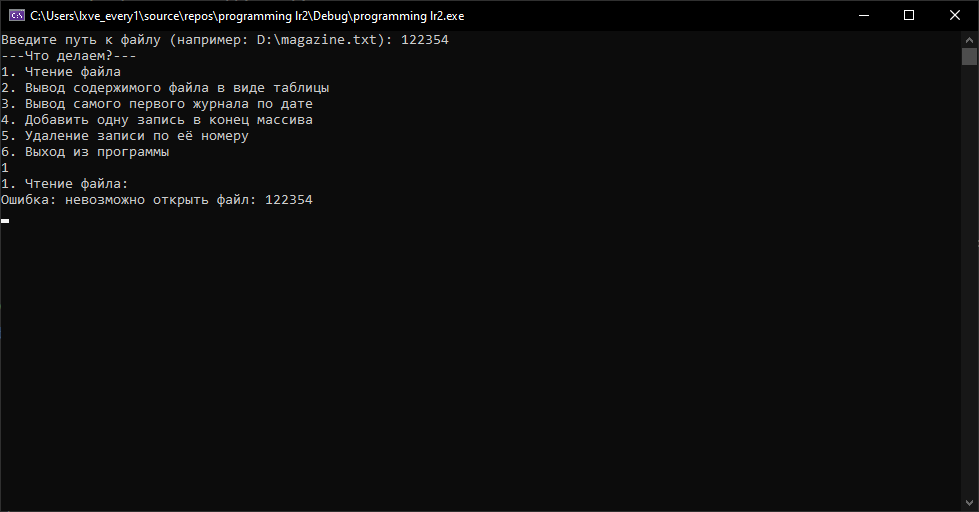 C:\Users\lxve_every1\source\repos\programming lr2\Debug\programming lr2.exe
Введите путь к файлу (например: D:\magazine.txt): 122354
---Что делаем?---
1. Чтение файла
2. Вывод содержимого файла в виде таблицы
3. Вывод самого первого журнала по дате
4. Добавить одну запись в конец массива
5. Удаление записи по её номеру
6. Выход из программы
1
1. Чтение файла:
Ошибка: невозможно открыть файл: 122354